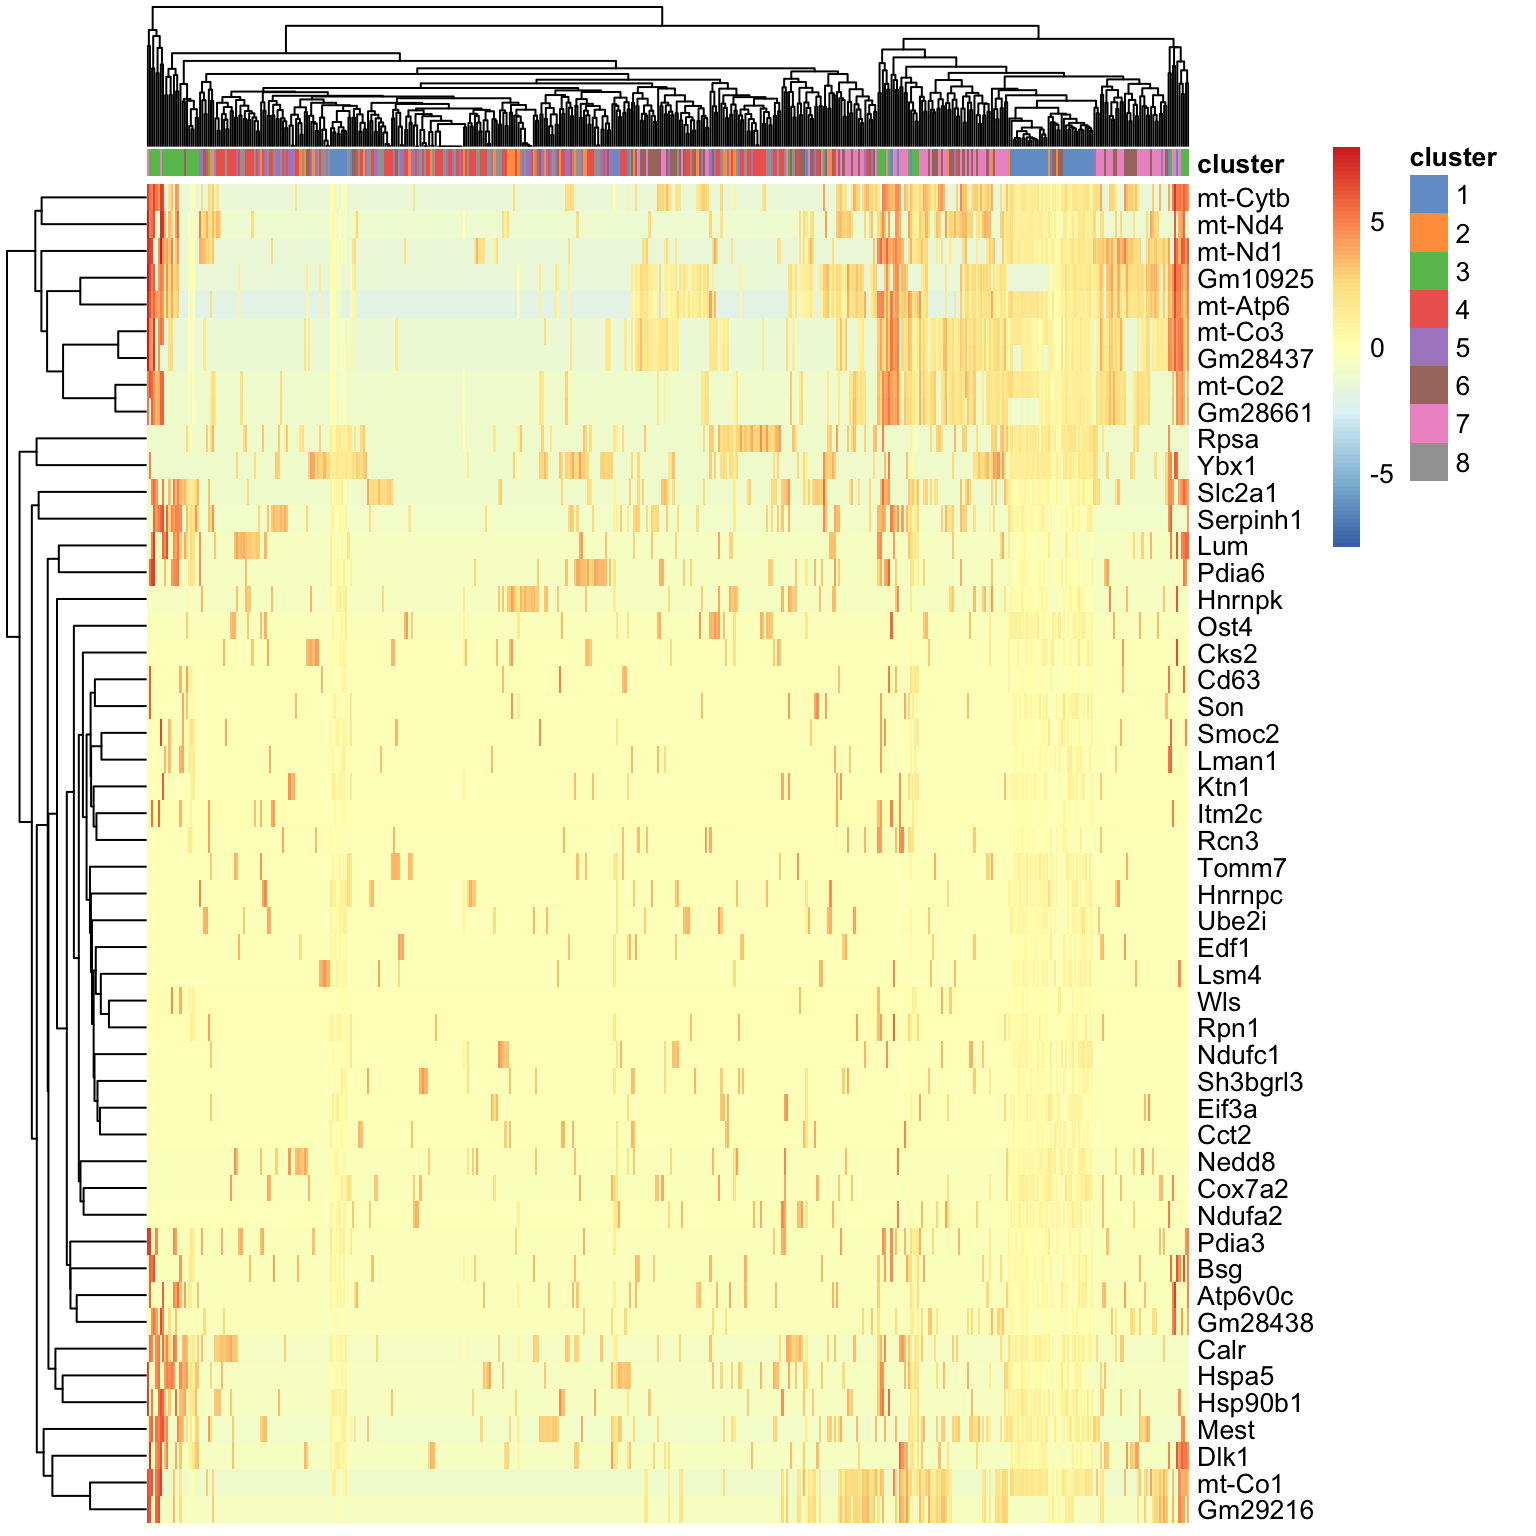 cluster
mt-Cytb
mt-Nd4
mt-Nd1
Gm10925
mt-Atp6
mt-Co3
Gm28437
mt-Co2
Gm28661
Rpsa
Ybx1
Slc2a1
Serpinh1
Lum
Pdia6
Hnrnpk
Ost4
Cks2
Cd63
Son
Smoc2
Lman1
Ktn1
Itm2c
Rcn3
Tomm7
Hnrnpc
Ube2i
Edf1
Lsm4
Wls
Rpn1
Ndufc1
Sh3bgrl3
Eif3a
Cct2
Nedd8
Cox7a2
Ndufa2
Pdia3
Bsg
Atp6v0c
Gm28438
Calr
Hspa5
Hsp90b1
Mest
Dlk1
mt-Co1
Gm29216
5
0
-5
cluster
1
2
3
4
5
6
7
8